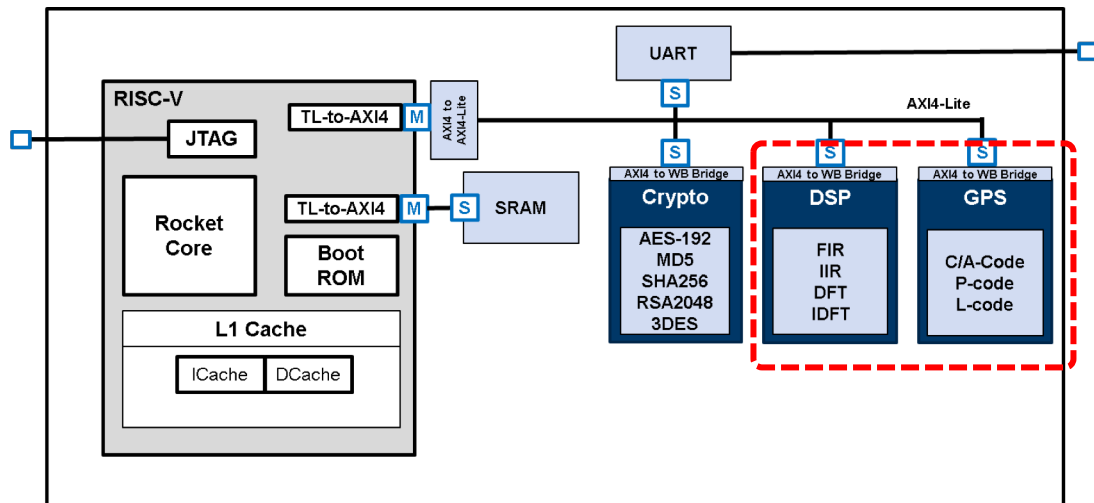 UART
S
RISC-V
TL-to-AXI4
M
AXI4 to
AXI4-Lite
AXI4-Lite
JTAG
S
S
S
AXI4 to WB Bridge
AXI4 to WB Bridge
AXI4 to WB Bridge
Crypto
DSP
GPS
TL-to-AXI4
M
S
SRAM
Rocket
Core
Boot
ROM
AES-192
MD5
SHA256
RSA2048
3DES
FIR
IIR
DFT
IDFT
C/A-Code
P-code
L-code
L1 Cache
ICache
DCache